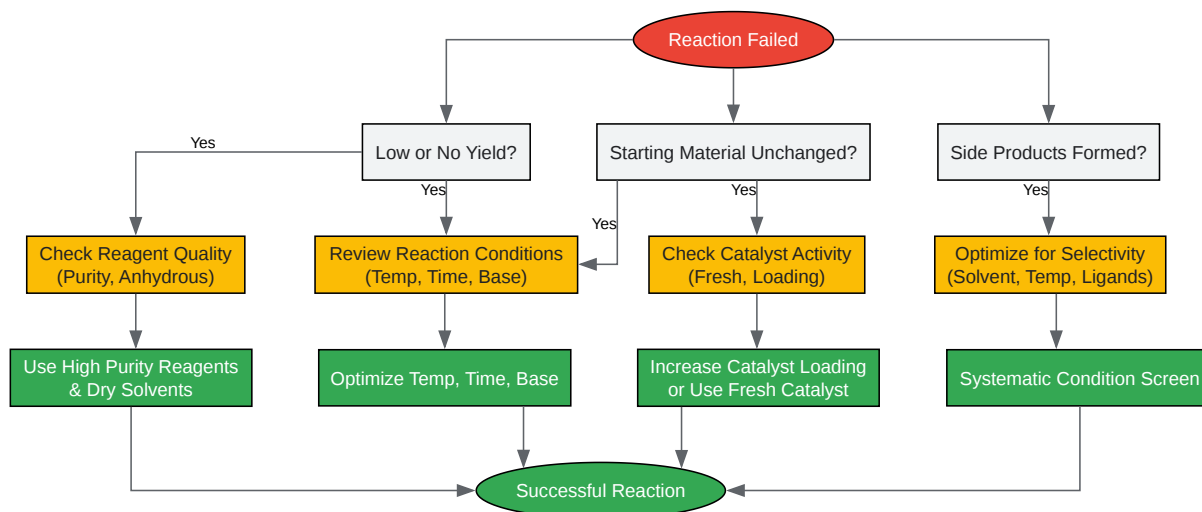 Reaction Failed
Low or No Yield?
Starting Material Unchanged?
Side Products Formed?
Yes
Yes
Yes
Yes
Yes
Check Reagent Quality
(Purity, Anhydrous)
Review Reaction Conditions
(Temp, Time, Base)
Check Catalyst Activity
(Fresh, Loading)
Optimize for Selectivity
(Solvent, Temp, Ligands)
Use High Purity Reagents
& Dry Solvents
Optimize Temp, Time, Base
Increase Catalyst Loading
or Use Fresh Catalyst
Systematic Condition Screen
Successful Reaction